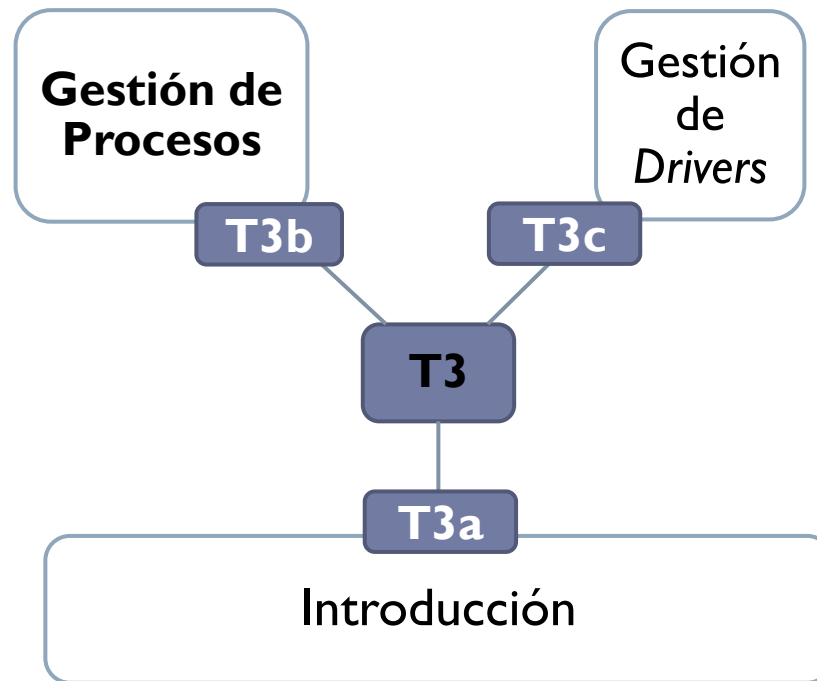 Gestión de
Procesos
Gestión
de
Drivers
T3b
T3c
T3
T3a
Introducción